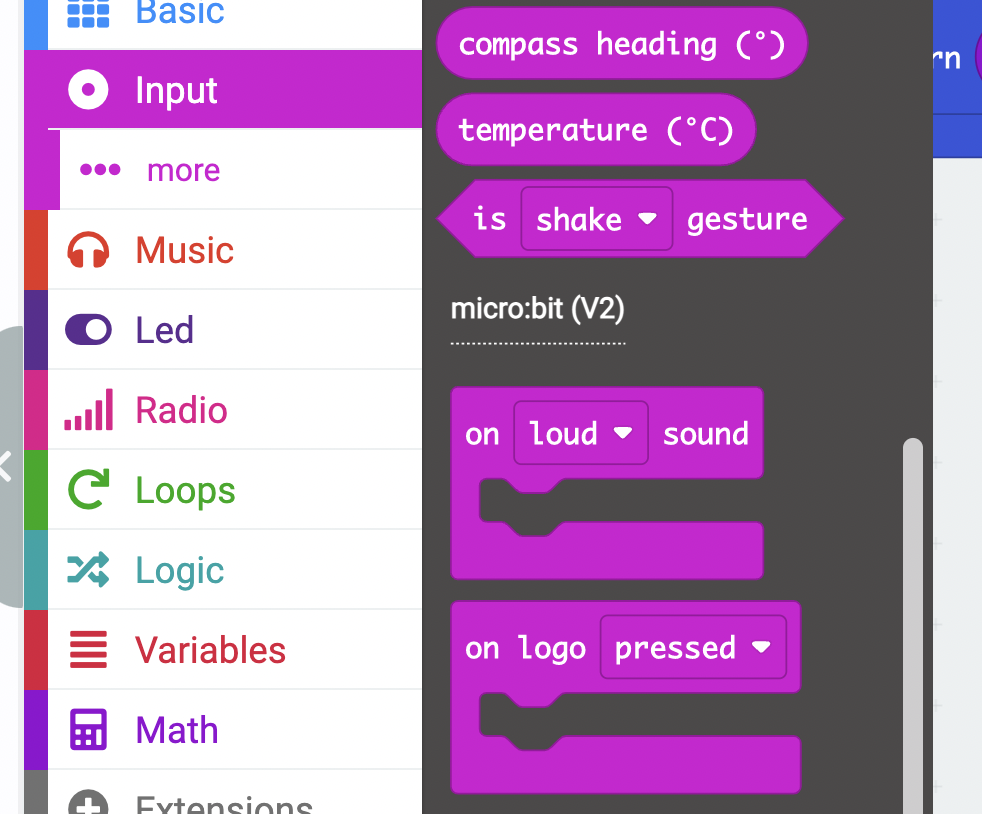 Basic
Input
more
Music
Led
Radio
Loops
Logic
Variables
Math
Extensions
compass heading (°)
temperature (°C)
is shake gesture
micro:bit (V2)
on loud sound
on logo pressed
rn